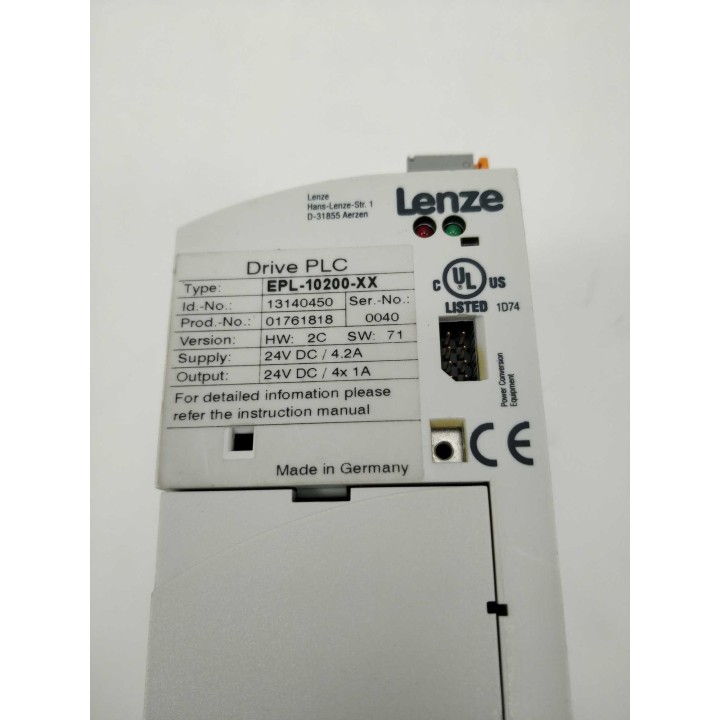 Lenze
Hans-Lenze-Str. 1
D-31855 Aerzen
Lenze
Drive PLC
Type: EPL-10200-XX
Id.-No.: 13140450 Ser.-No.:
Prod.-No.: 01761818 0040
Version: HW: 2C SW: 71
Supply: 24V DC / 4.2A
Output: 24V DC / 4x 1A
For detailed infomation please
refer the instruction manual
Made in Germany
C UL US
LISTED 1D74
Power Conversion
Equipment
CE